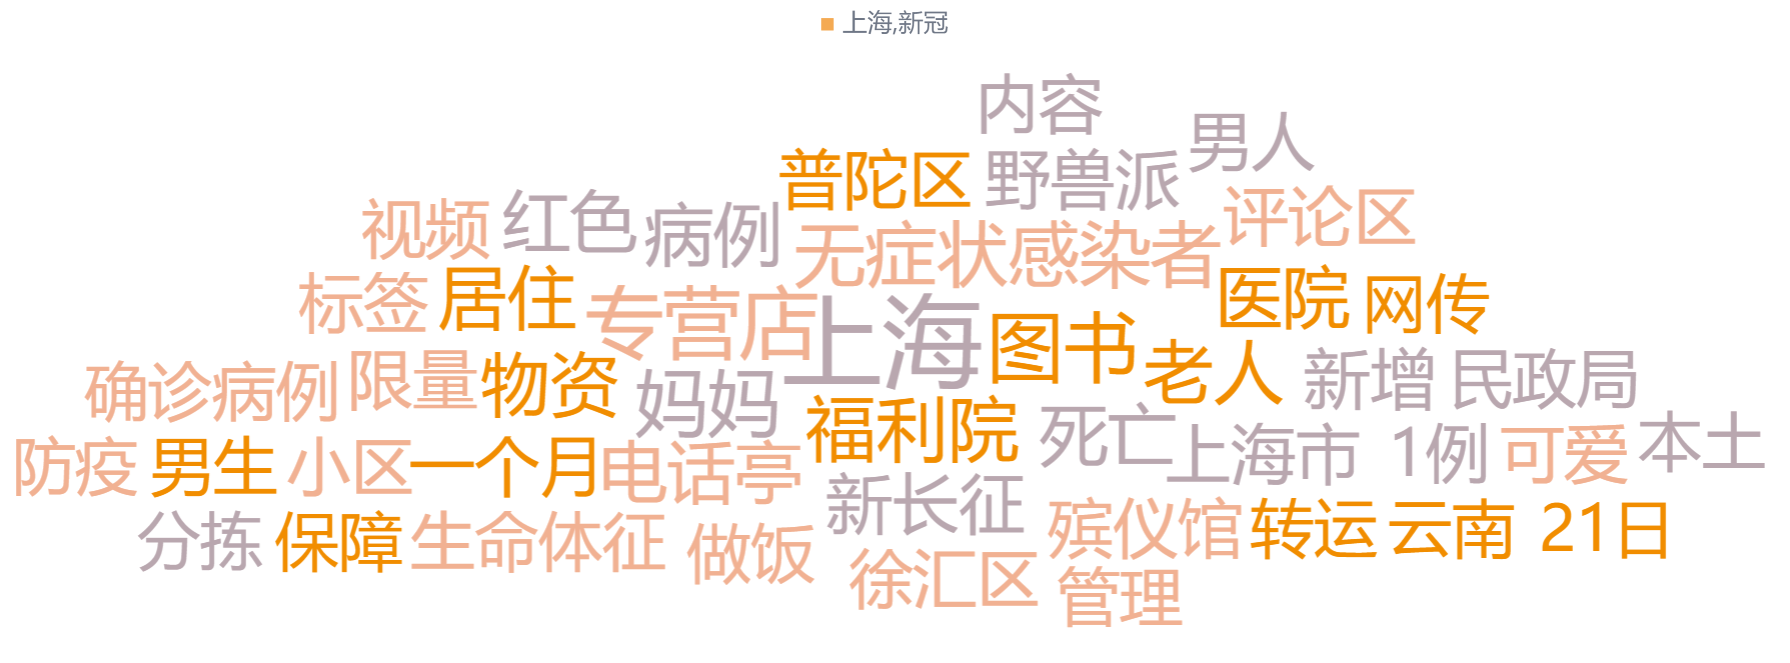 上海,新冠
内容
男人
普陀区 野兽派
视频 红色 病例 无症状感染者 评论区
标签 居住 专营店 上海 图书 医院 网传
确诊病例 限量 物资 妈妈 福利院 老人 新增 民政局
防疫 男生 小区 一个月 电话亭 死亡 上海市 1例 可爱 本土
分拣 保障 生命体征 做饭 新长征 殡仪馆 转运 云南 21日
徐汇区 管理